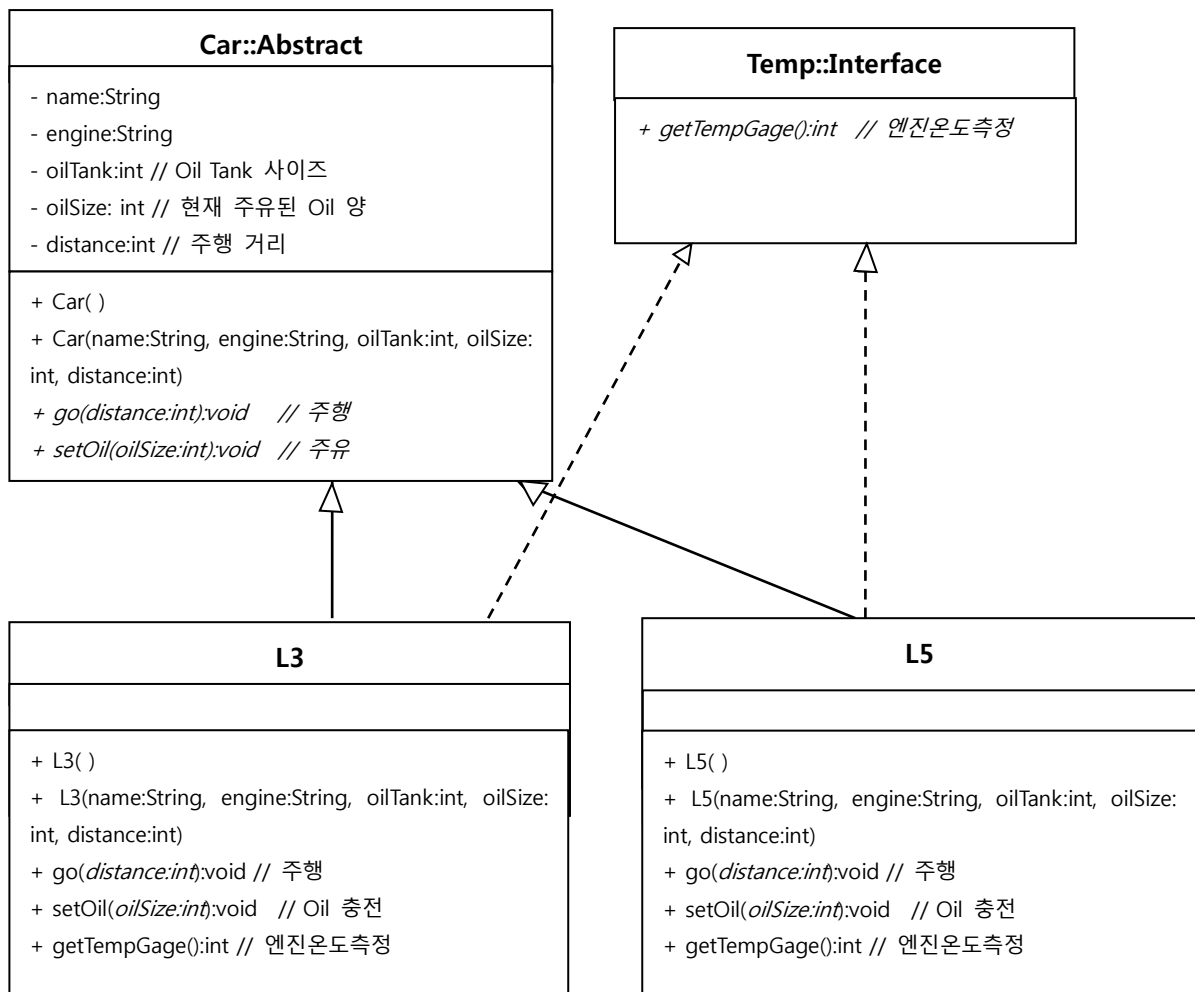 Car::Abstract
- name:String
- engine:String
- oilTank:int // Oil Tank 사이즈
- oilSize: int // 현재 주유된 Oil 양
- distance:int // 주행 거리
+ Car( )
+ Car(name:String, engine:String, oilTank:int, oilSize:
int, distance:int)
+ go(distance:int):void // 주행
+ setOil(oilSize:int):void // 주유
Temp::Interface
+ getTempGage():int // 엔진온도측정
L3
+ L3( )
+ L3(name:String, engine:String, oilTank:int, oilSize:
int, distance:int)
+ go(distance:int):void // 주행
+ setOil(oilSize:int):void // Oil 충전
+ getTempGage():int // 엔진온도측정
L5
+ L5( )
+ L5(name:String, engine:String, oilTank:int, oilSize:
int, distance:int)
+ go(distance:int):void // 주행
+ setOil(oilSize:int):void // Oil 충전
+ getTempGage():int // 엔진온도측정